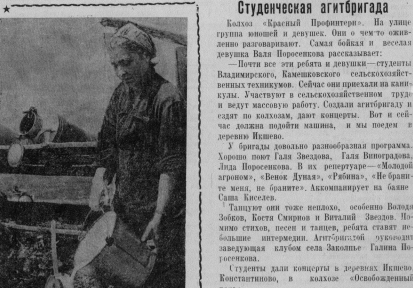 Студенческая агитбригада
Колхоз «Красный Профинтерн». На улице
группа юношей и девушек. Они о чем-то ожив-
ленно разговаривают. Самая бойкая и веселая
девушка Валя Поросенкова рассказывает:
—Почти все эти ребята и девушки—студенты
Владимирского, Камешковского сельскохозяйст-
венных техникумов. Сейчас они приехали на кани-
кулы. Участвуют в сельскохозяйственном труде
и ведут массовую работу. Создали агитбригаду и
ездят по колхозам, дают концерты. Вот и сей-
час должна подойти машина, и мы поедем в
деревню Икшево.
У бригады довольно разнообразная программа.
Хорошо поют Галя Звездова, Галя Виноградова,
Лида Поросенкова. В их репертуаре—«Молодой
агроном», «Венок Дуная», «Рябина», «Не брани-
те меня, не браните». Аккомпанирует на баяне
Саша Киселев.
Танцуют они тоже неплохо, особенно Володя
Зобков, Костя Смирнов и Виталий Звездов. По-
мимо стихов, песен и танцев, ребята ставят не-
большие интермедии. Агитбригадой руководит
заведующая клубом села Заколпье Галина По-
росенкова.
Студенты дали концерты в деревнях Икшево,
Константиново, в колхозе «Освобожденный